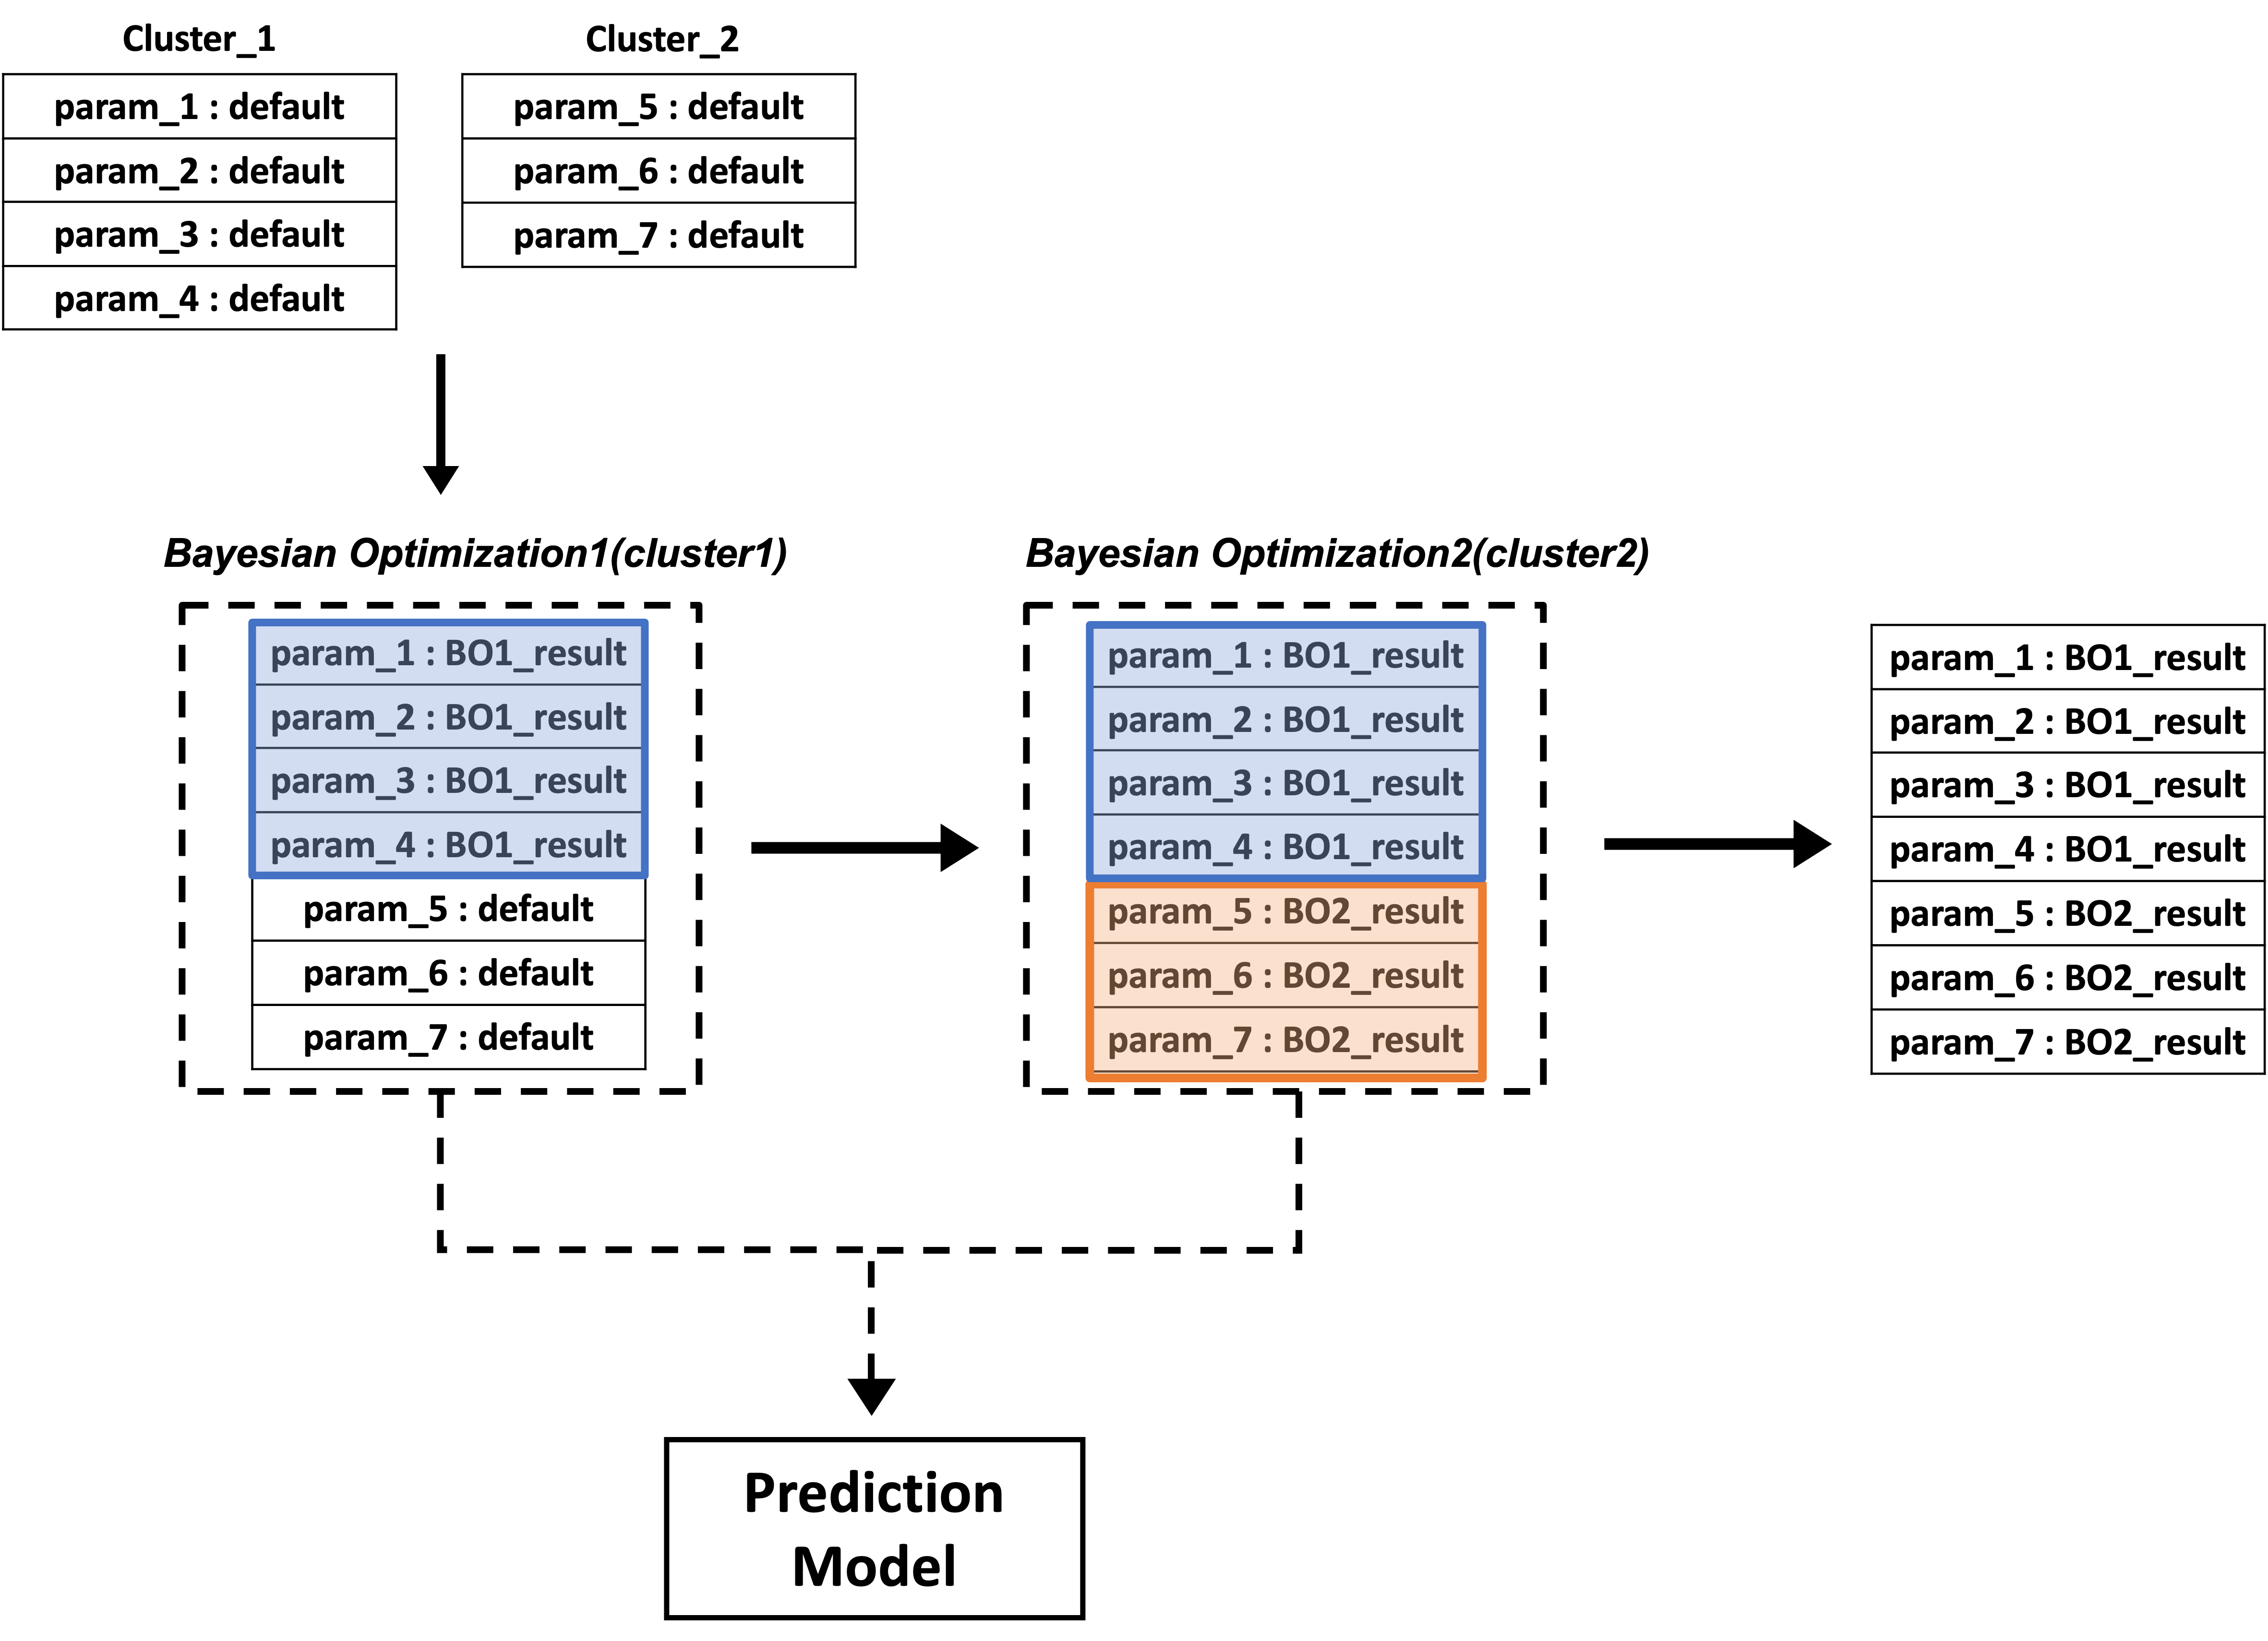 Cluster_1
param_1 : default
param_2 : default
param_3 : default
param_4 : default
Cluster_2
param_5 : default
param_6 : default
param_7 : default
Bayesian Optimization1(cluster1)
param_1 : BO1_result
param_2 : BO1_result
param_3 : BO1_result
param_4 : BO1_result
param_5 : default
param_6 : default
param_7 : default
Bayesian Optimization2(cluster2)
param_1 : BO1_result
param_2 : BO1_result
param_3 : BO1_result
param_4 : BO1_result
param_5 : BO2_result
param_6 : BO2_result
param_7 : BO2_result
param_1 : BO1_result
param_2 : BO1_result
param_3 : BO1_result
param_4 : BO1_result
param_5 : BO2_result
param_6 : BO2_result
param_7 : BO2_result
Prediction
Model